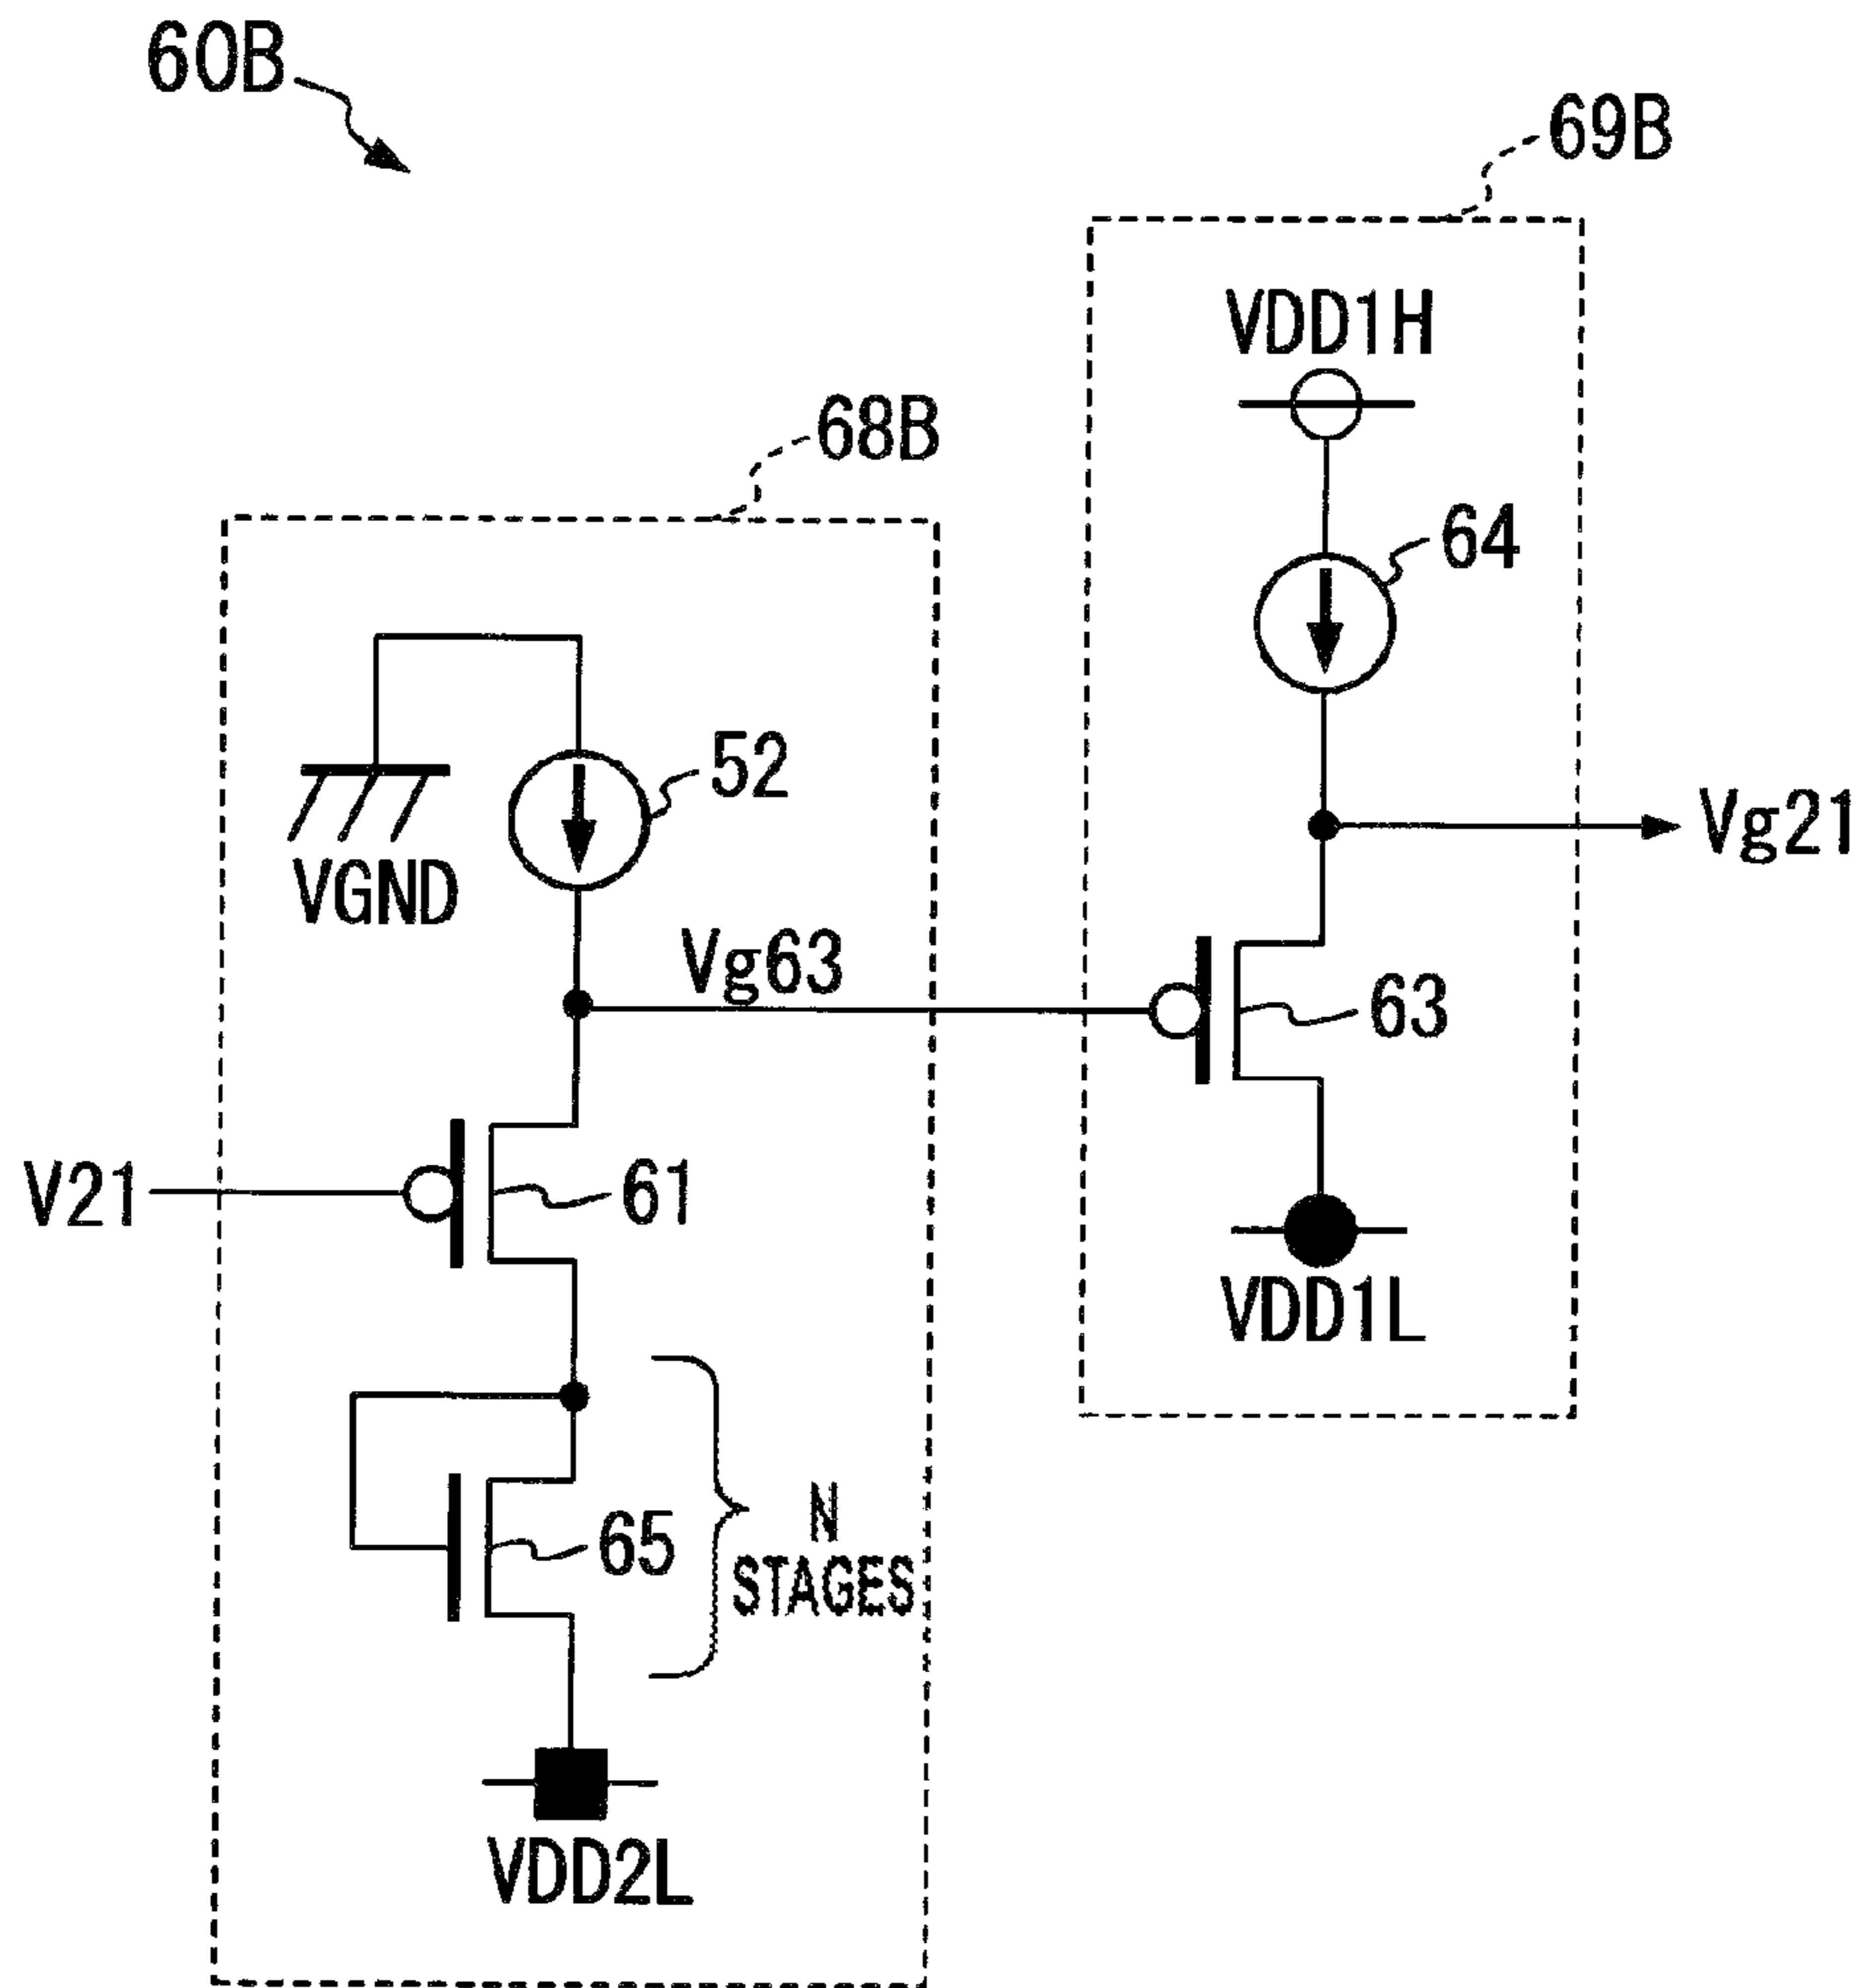 60B
69B
VDD1H
68B
64
52
VGND
Vg21
Vg63
63
V21
61
VDD1L
N
STAGES
65
VDD2L